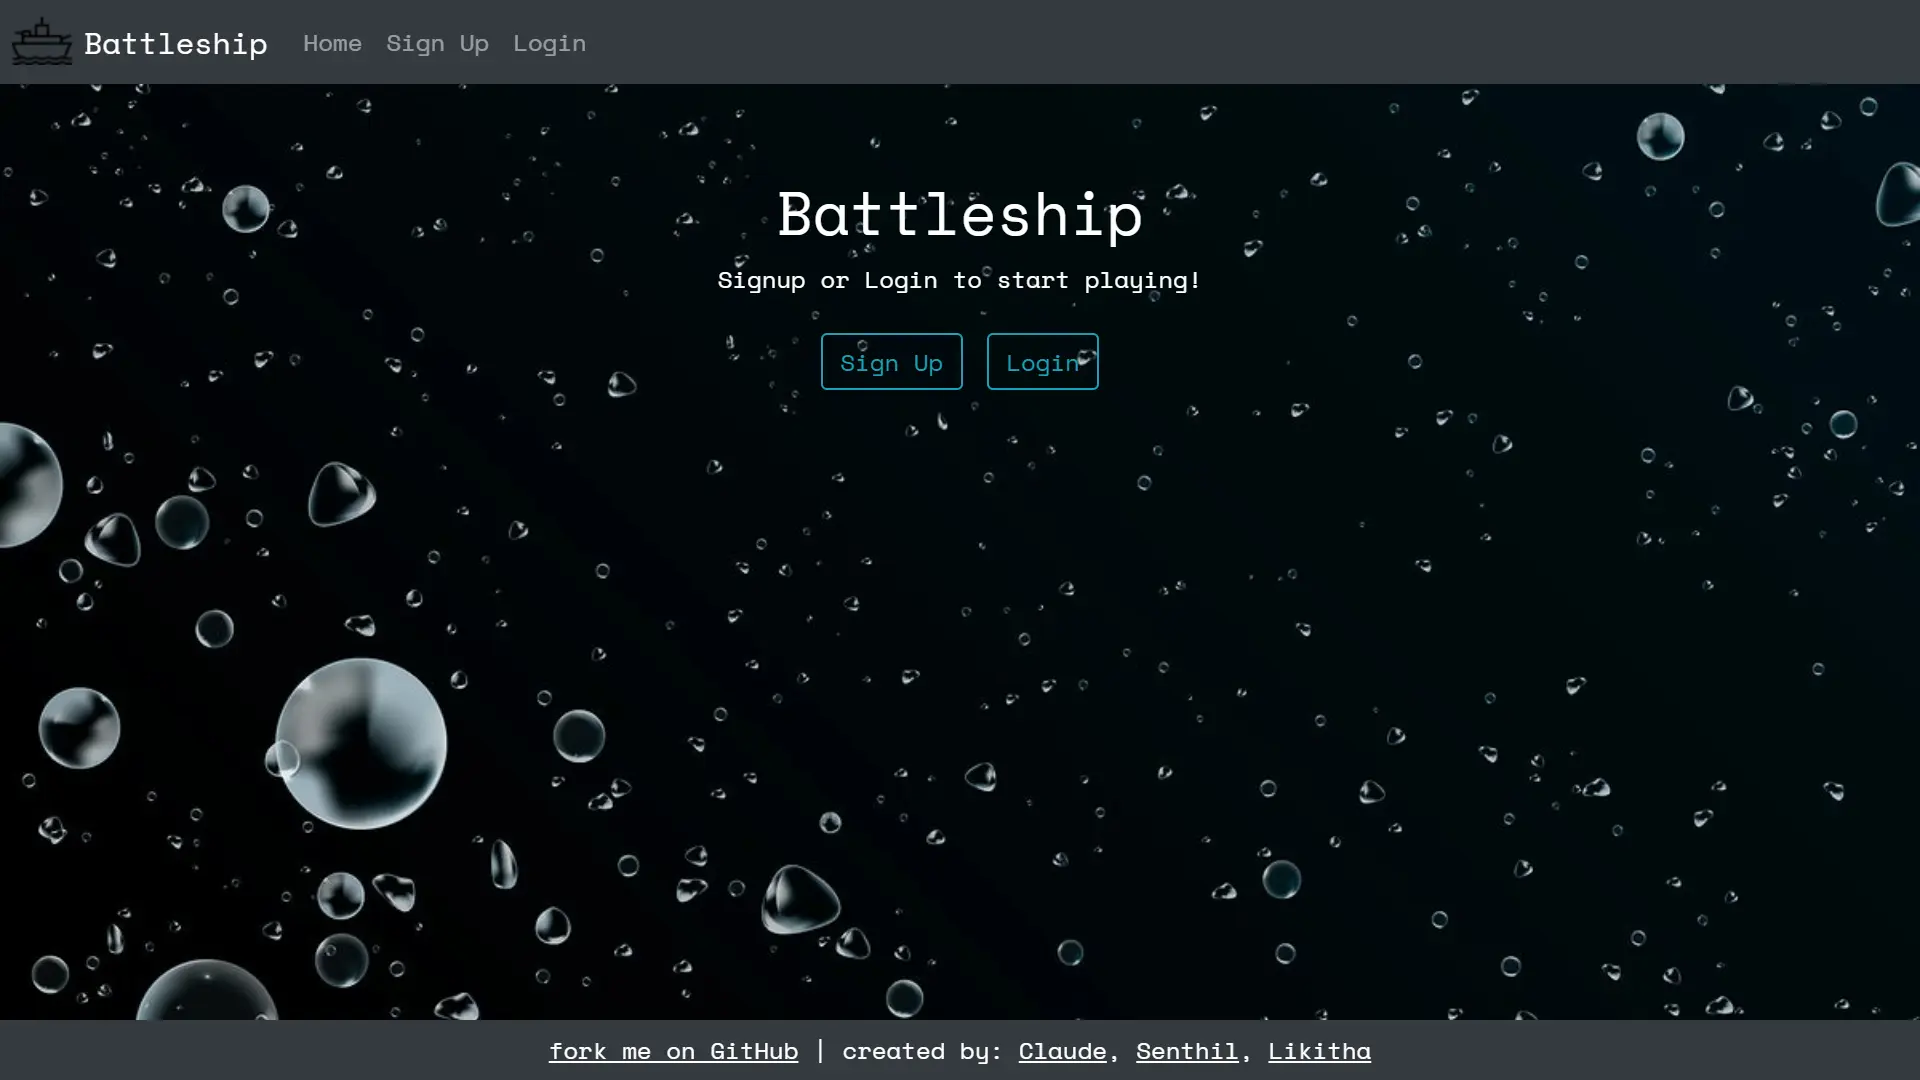 Battleship Home Sign Up Login
Battleship
Signup or Login to start playing!
Sign Up Login
fork me on GitHub | created by: Claude, Senthil, Likitha